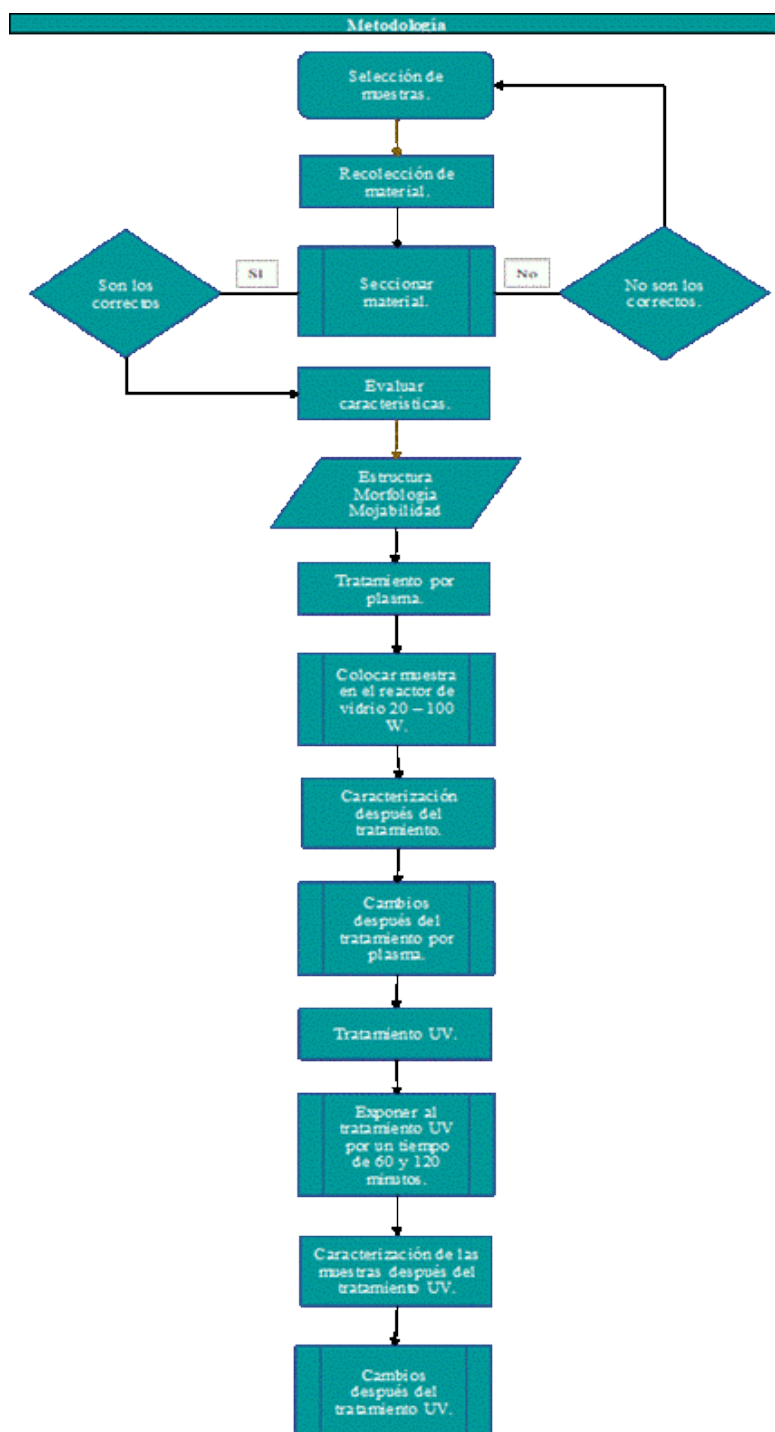 Metodología
Selección de
muestras.
Recolección de
material.
Son los
correctos
SI
Seccionar
material.
No
No son los
correctos.
Evaluar
características.
Estructura
Morfología
Mojabilidad
Tratamiento por
plasma.
Colocar muestra
en el reactor de
vidrio 20 – 100
W.
Caracterización
después del
tratamiento.
Cambios
después del
tratamiento por
plasma.
Tratamiento UV.
Exponer al
tratamiento UV
por un tiempo
de 60 y 120
minutos.
Caracterización de las
muestras después del
tratamiento UV.
Cambios
después del
tratamiento UV.